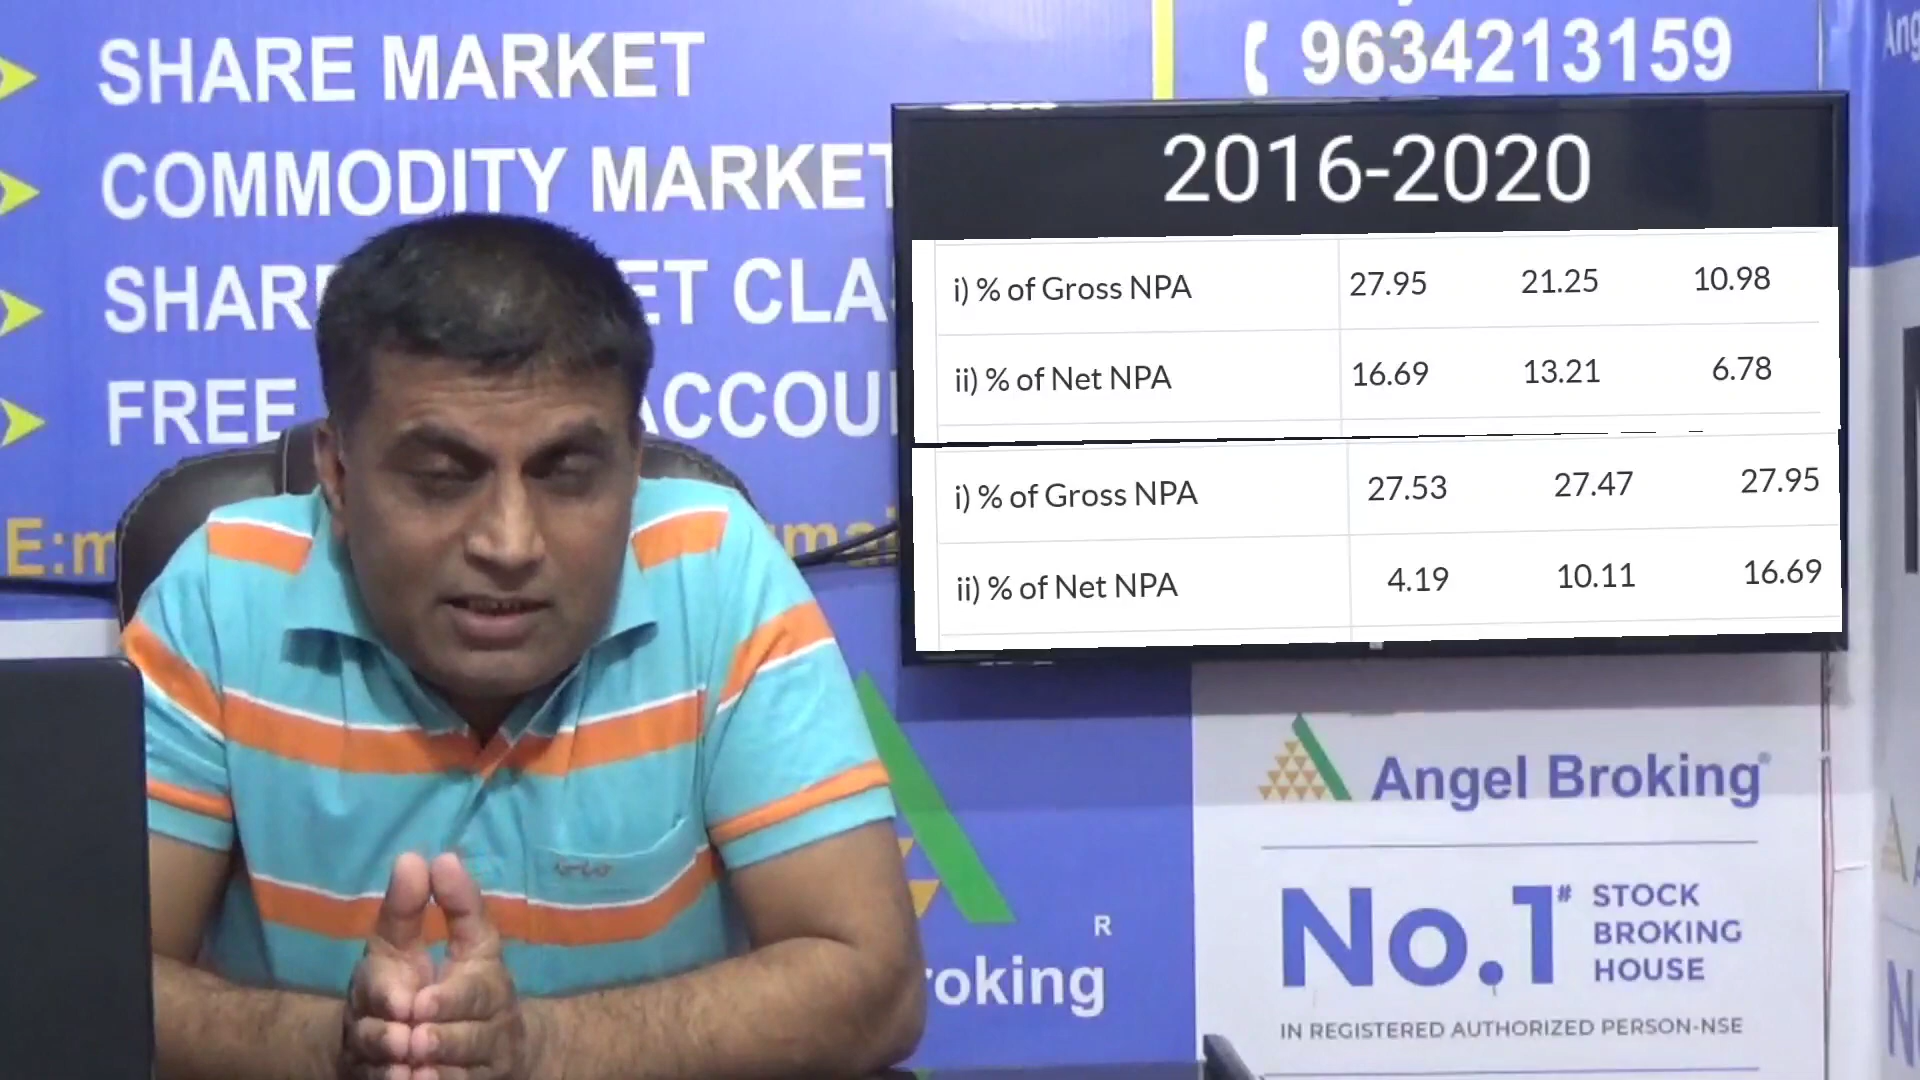 SHARE MARKET
COMMODITY MARKET
SHAR ET CLA
FREE ACCOU
E:m mai
9634213159
2016-2020
i) % of Gross NPA 27.95 21.25 10.98
ii) % of Net NPA 16.69 13.21 6.78
i) % of Gross NPA 27.53 27.47 27.95
ii) % of Net NPA 4.19 10.11 16.69
R
roking
Angel Broking
No.1# STOCK
BROKING
HOUSE
IN REGISTERED AUTHORIZED PERSON-NSE
Ang